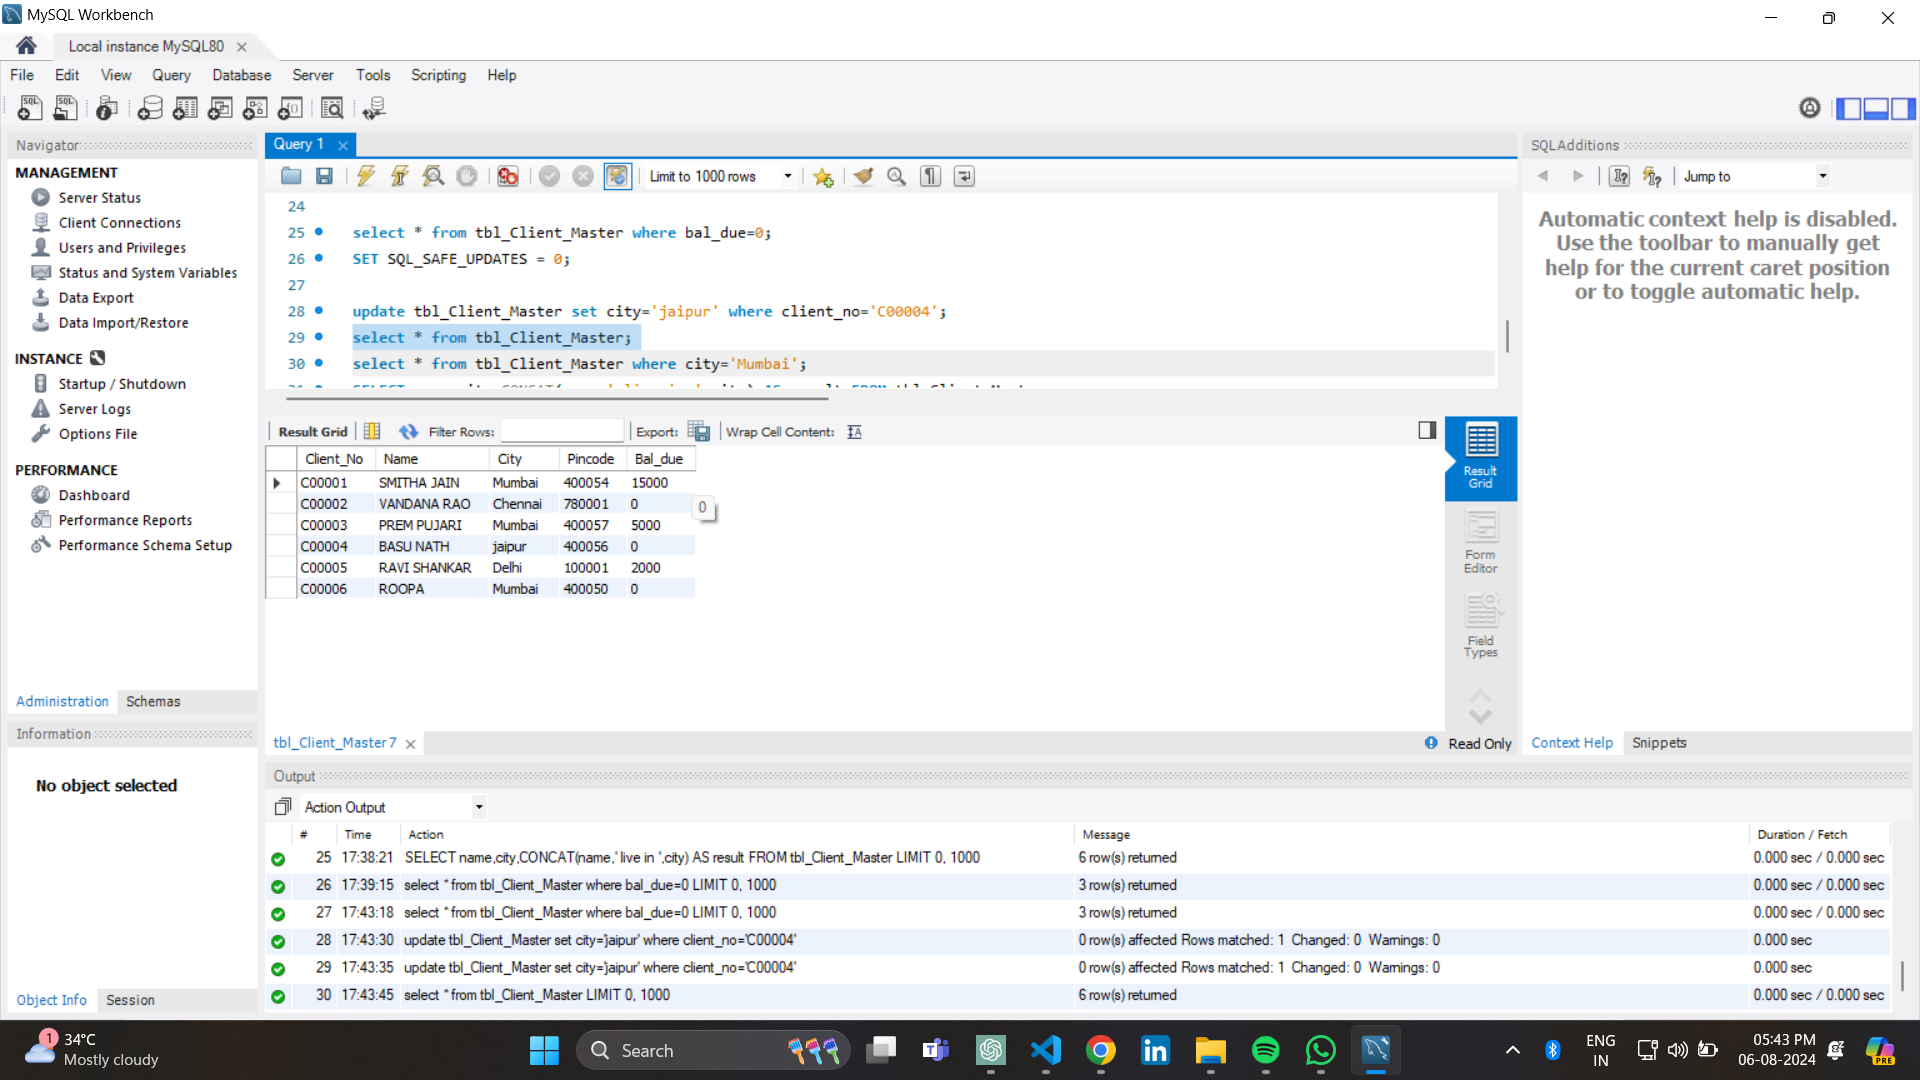 MySQL Workbench
Local instance MySQL80
File Edit View Query Database Server Tools Scripting Help
Navigator
MANAGEMENT
Server Status
Client Connections
Users and Privileges
Status and System Variables
Data Export
Data Import/Restore
INSTANCE
Startup / Shutdown
Server Logs
Options File
PERFORMANCE
Dashboard
Performance Reports
Performance Schema Setup
Administration Schemas
Information
No object selected
Object Info Session
Query 1
Limit to 1000 rows
24
25 select * from tbl_Client_Master where bal_due=0;
26 SET SQL_SAFE_UPDATES = 0;
27
28 update tbl_Client_Master set city='jaipur' where client_no='C00004';
29 select * from tbl_Client_Master;
30 select * from tbl_Client_Master where city='Mumbai';
Result Grid Filter Rows: Export: Wrap Cell Content:
Client_No Name City Pincode Bal_due
C00001 SMITHA JAIN Mumbai 400054 15000
C00002 VANDANA RAO Chennai 780001 0
0
C00003 PREM PUJARI Mumbai 400057 5000
C00004 BASU NATH jaipur 400056 0
C00005 RAVI SHANKAR Delhi 100001 2000
C00006 ROOPA Mumbai 400050 0
Result
Grid
Form
Editor
Field
Types
tbl_Client_Master 7
Read Only
SQLAdditions
Jump to
Automatic context help is disabled.
Use the toolbar to manually get
help for the current caret position
or to toggle automatic help.
Context Help Snippets
Output
Action Output
# Time Action Message Duration / Fetch
25 17:38:21 SELECT name,city,CONCAT(name,' live in ',city) AS result FROM tbl_Client_Master LIMIT 0, 1000 6 row(s) returned 0.000 sec / 0.000 sec
26 17:39:15 select * from tbl_Client_Master where bal_due=0 LIMIT 0, 1000 3 row(s) returned 0.000 sec / 0.000 sec
27 17:43:18 select * from tbl_Client_Master where bal_due=0 LIMIT 0, 1000 3 row(s) returned 0.000 sec / 0.000 sec
28 17:43:30 update tbl_Client_Master set city='jaipur' where client_no='C00004' 0 row(s) affected Rows matched: 1 Changed: 0 Warnings: 0 0.000 sec
29 17:43:35 update tbl_Client_Master set city='jaipur' where client_no='C00004' 0 row(s) affected Rows matched: 1 Changed: 0 Warnings: 0 0.000 sec
30 17:43:45 select * from tbl_Client_Master LIMIT 0, 1000 6 row(s) returned 0.000 sec / 0.000 sec
1
34°C
Mostly cloudy
Search
ENG
IN
05:43 PM
06-08-2024
PRE